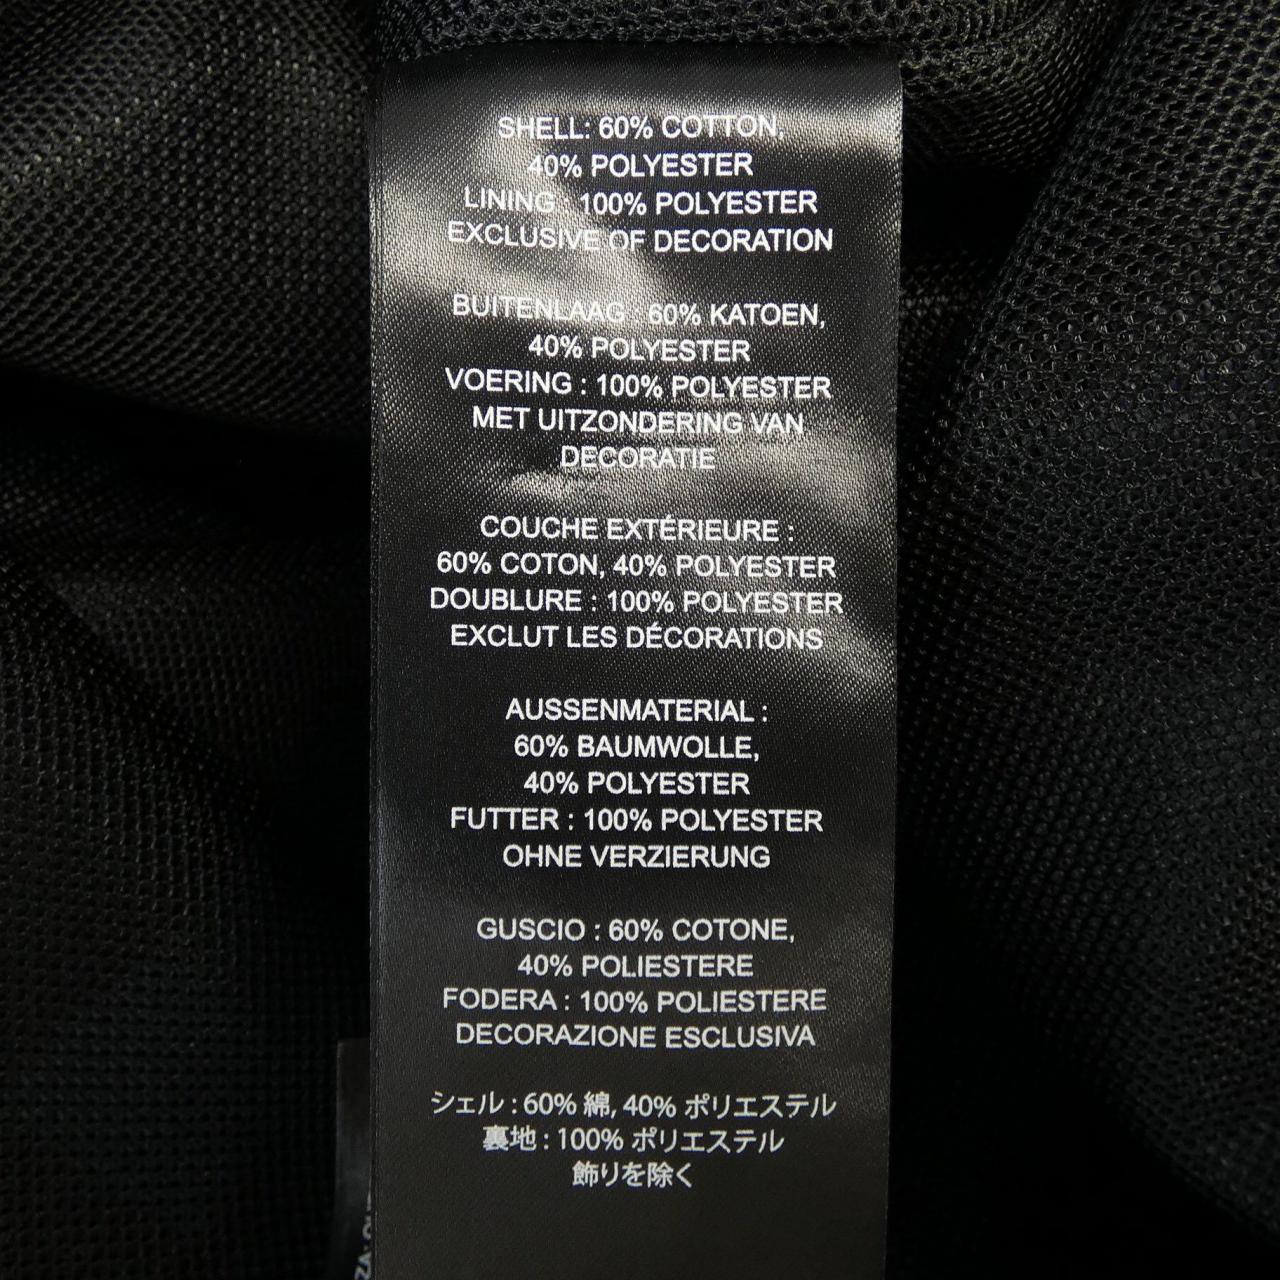 SHELL: 60% COTTON,
40% POLYESTER
LINING : 100% POLYESTER
EXCLUSIVE OF DECORATION
BUITENLAAG : 60% KATOEN,
40% POLYESTER
VOERING : 100% POLYESTER
MET UITZONDERING VAN
DECORATIE
COUCHE EXTÉRIEURE :
60% COTON, 40% POLYESTER
DOUBLURE : 100% POLYESTER
EXCLUT LES DÉCORATIONS
AUSSENMATERIAL :
60% BAUMWOLLE,
40% POLYESTER
FUTTER : 100% POLYESTER
OHNE VERZIERUNG
GUSCIO : 60% COTONE,
40% POLIESTERE
FODERA : 100% POLIESTERE
DECORAZIONE ESCLUSIVA
シェル : 60% 綿, 40% ポリエステル
裏地 : 100% ポリエステル
飾りを除く